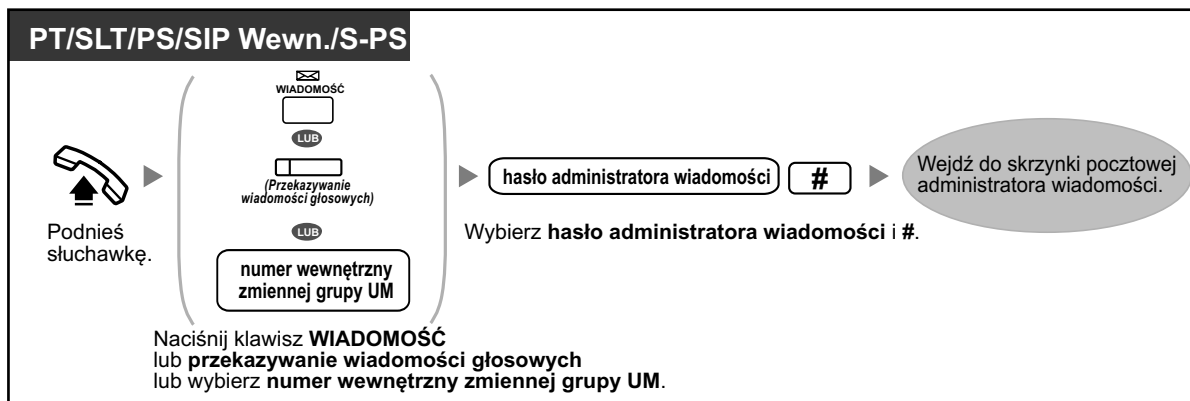 PT/SLT/PS/SIP Wewn./S-PS
Podnieś
słuchawkę.
WIADOMOŚĆ
LUB
(Przekazywanie
wiadomości głosowych)
LUB
numer wewnętrzny
zmiennej grupy UM
Naciśnij klawisz WIADOMOŚĆ
lub przekazywanie wiadomości głosowych
lub wybierz numer wewnętrzny zmiennej grupy UM.
hasło administratora wiadomości
#
Wybierz hasło administratora wiadomości i #.
Wejdź do skrzynki pocztowej
administratora wiadomości.